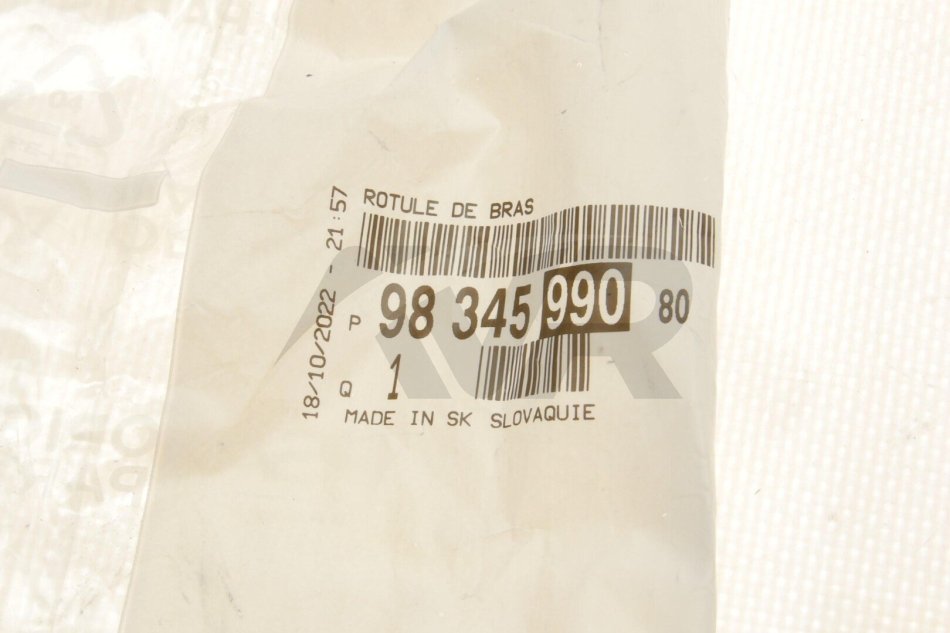 ROTULE DE BRAS
18/10/2022 - 21:57
P 98 345 990 80
Q 1
MADE IN SK SLOVAQUIE